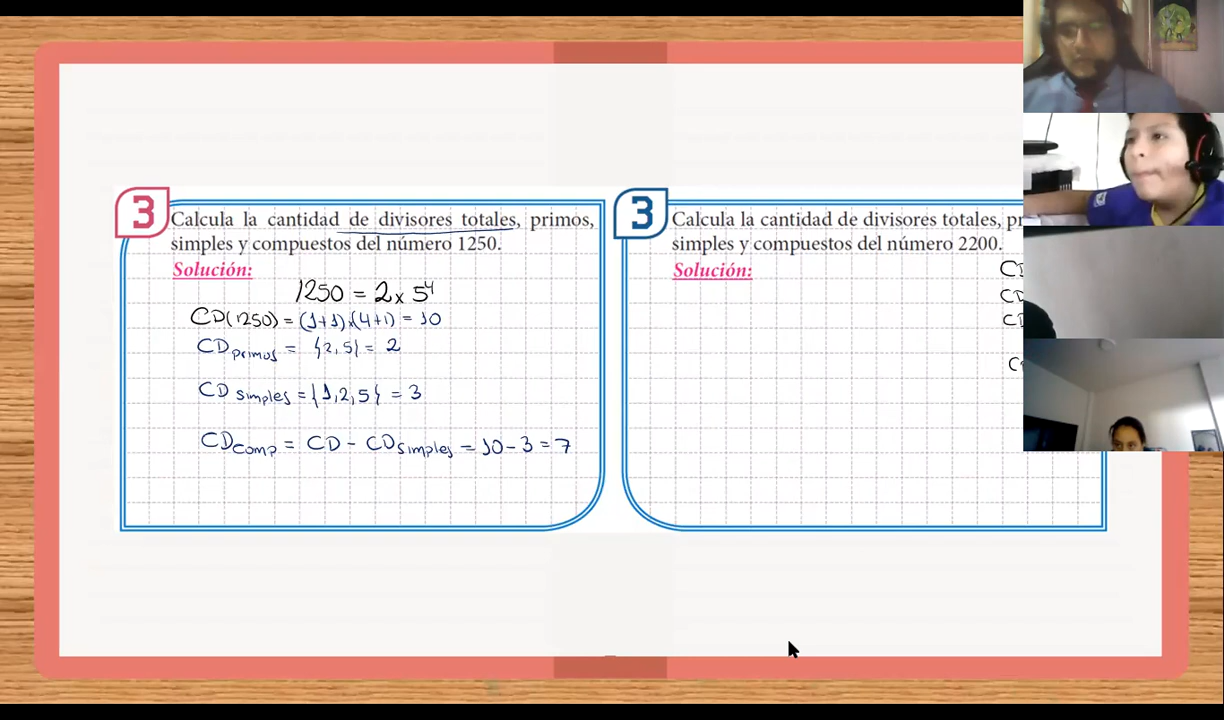 3 Calcula la cantidad de divisores totales, primos,
simples y compuestos del número 1250.
Solución:
1250 = 2 x 5⁴
CD(1250) = (1+1)x(4+1) = 10
CD primos = {2,5} = 2
CD simples = {1,2,5} = 3
CDcomp = CD - CDsimples = 10 - 3 = 7
3 Calcula la cantidad de divisores totales, pr
simples y compuestos del número 2200.
Solución: